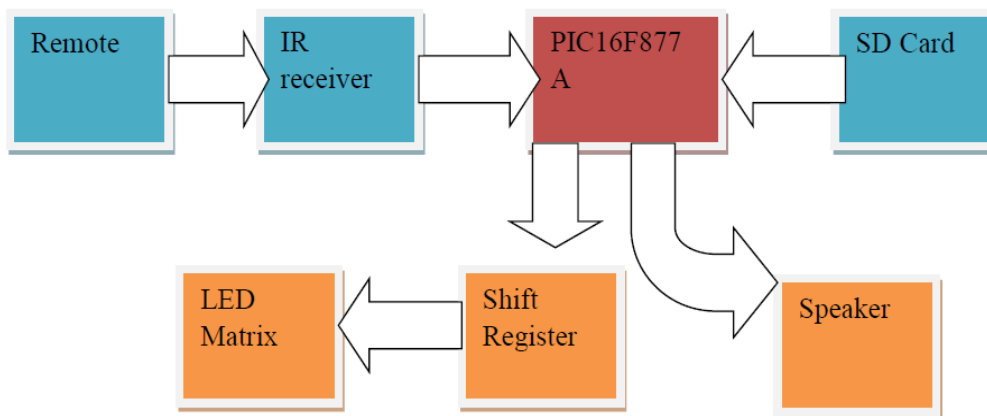 Remote
IR
receiver
PIC16F877
A
SD Card
LED
Matrix
Shift
Register
Speaker